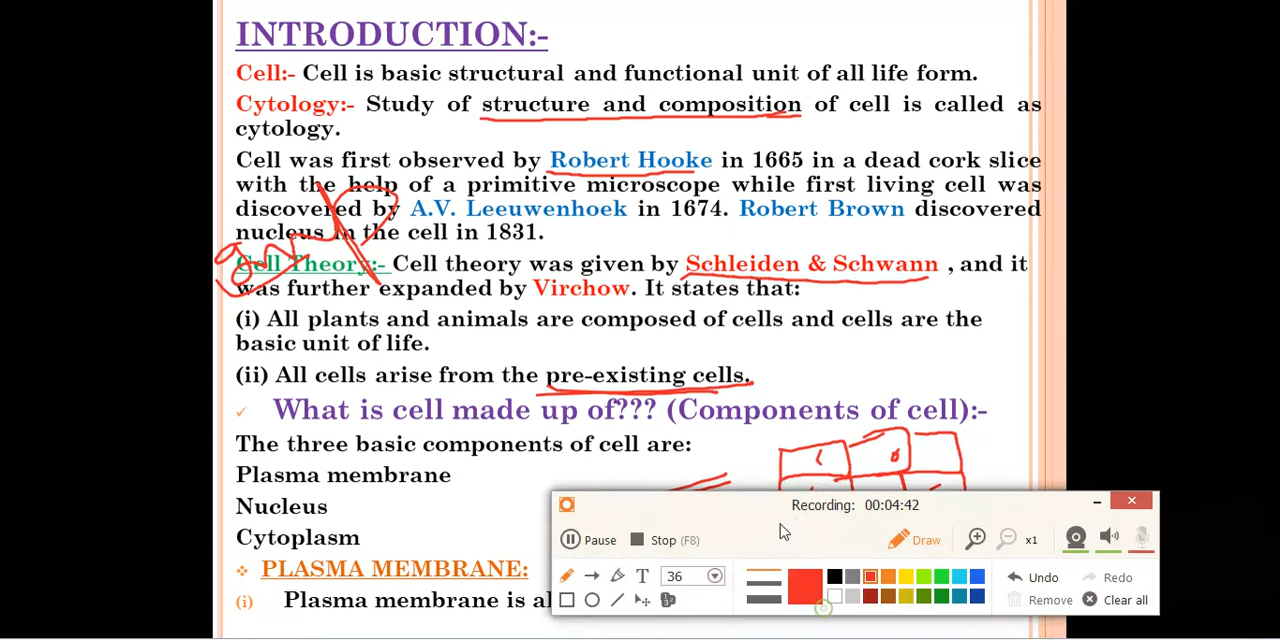 INTRODUCTION:-
Cell:- Cell is basic structural and functional unit of all life form.
Cytology:- Study of structure and composition of cell is called as
cytology.
Cell was first observed by Robert Hooke in 1665 in a dead cork slice
with the help of a primitive microscope while first living cell was
discovered by A.V. Leeuwenhoek in 1674. Robert Brown discovered
nucleus in the cell in 1831.
Cell Theory:- Cell theory was given by Schleiden & Schwann , and it
was further expanded by Virchow. It states that:
(i) All plants and animals are composed of cells and cells are the
basic unit of life.
(ii) All cells arise from the pre-existing cells.
✓ What is cell made up of??? (Components of cell):-
The three basic components of cell are:
Plasma membrane
Nucleus
Cytoplasm
❖ PLASMA MEMBRANE:
(i) Plasma membrane is
Recording: 00:04:42
Pause Stop (F8) Draw x1
T 36 Undo Redo
Remove Clear all